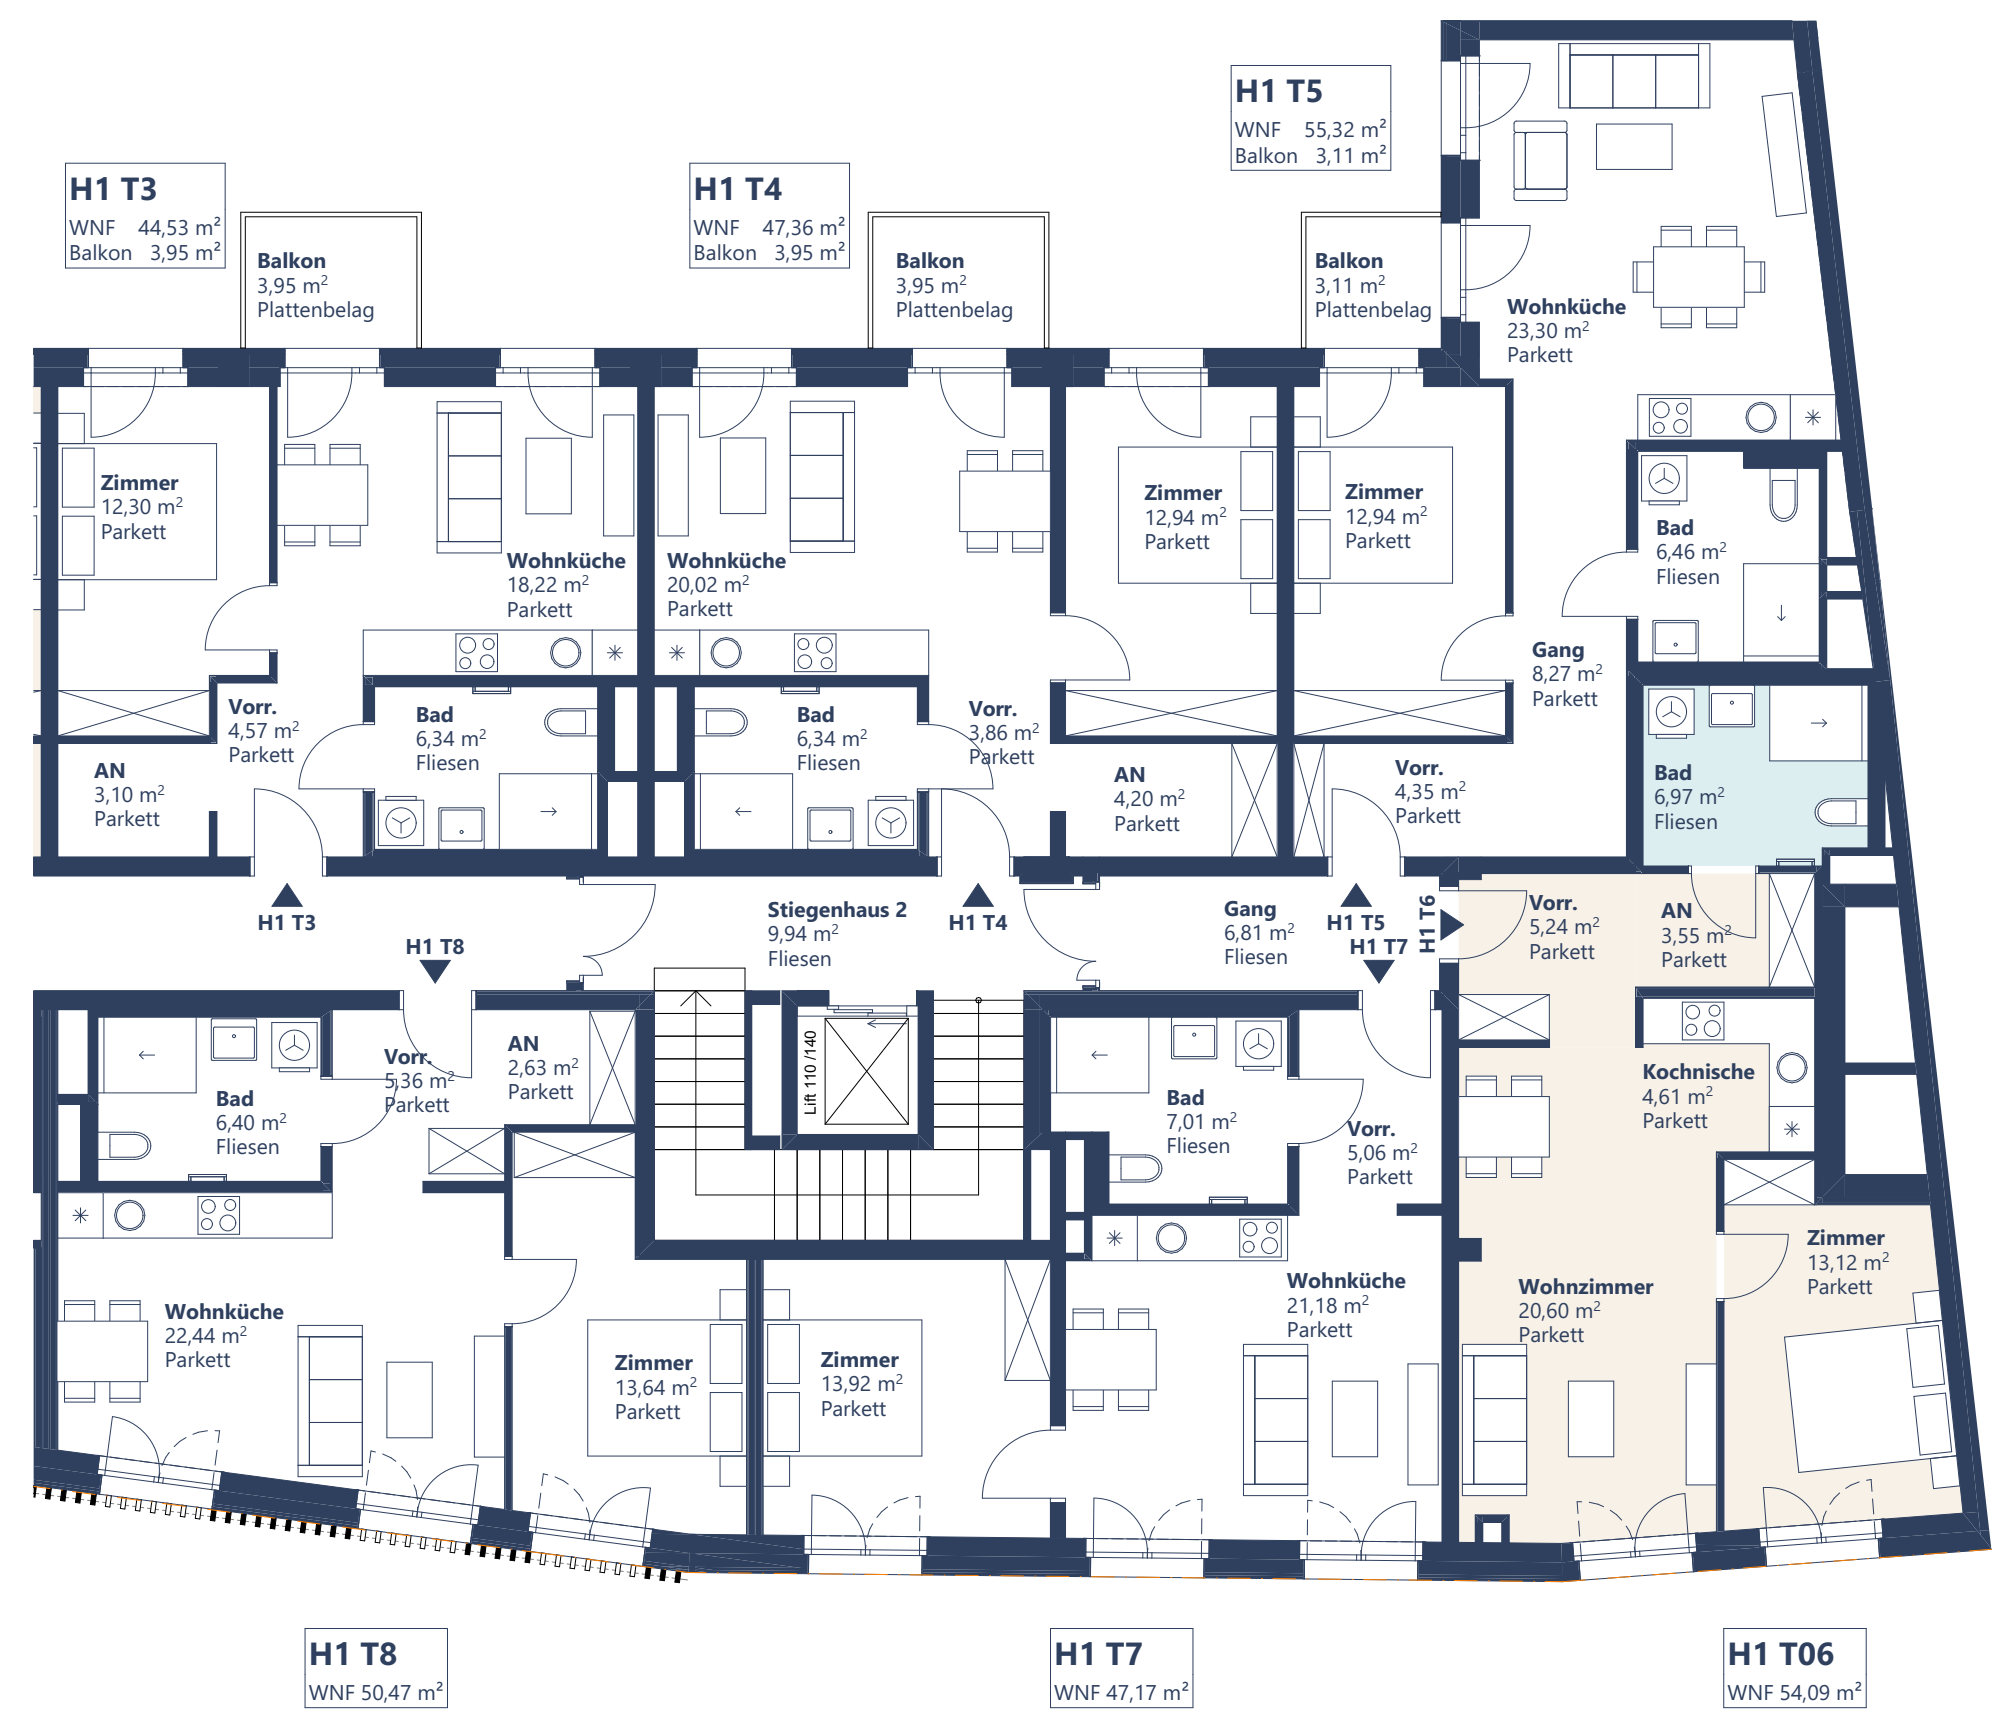 H1 T5
WNF 55,32 m²
Balkon 3,11 m²
H1 T3
WNF 44,53 m²
Balkon 3,95 m²
H1 T4
WNF 47,36 m²
Balkon 3,95 m²
Balkon
3,95 m²
Plattenbelag
Balkon
3,95 m²
Plattenbelag
Balkon
3,11 m²
Plattenbelag
Wohnküche
23,30 m²
Parkett
Zimmer
12,30 m²
Parkett
Wohnküche
18,22 m²
Parkett
Wohnküche
20,02 m²
Parkett
Zimmer
12,94 m²
Parkett
Zimmer
12,94 m²
Parkett
Bad
6,46 m²
Fliesen
Gang
8,27 m²
Parkett
Vorr.
4,57 m²
Parkett
Bad
6,34 m²
Fliesen
Bad
6,34 m²
Fliesen
Vorr.
3,86 m²
Parkett
AN
3,10 m²
Parkett
AN
4,20 m²
Parkett
Vorr.
4,35 m²
Parkett
Bad
6,97 m²
Fliesen
H1 T3
H1 T8
Stiegenhaus 2
9,94 m²
Fliesen
H1 T4
Gang
6,81 m²
Fliesen
H1 T5
H1 T7
H1 T6
Vorr.
5,24 m²
Parkett
AN
3,55 m²
Parkett
Bad
6,40 m²
Fliesen
Vorr.
5,36 m²
Parkett
AN
2,63 m²
Parkett
Lift 110 /140
Bad
7,01 m²
Fliesen
Vorr.
5,06 m²
Parkett
Kochnische
4,61 m²
Parkett
Wohnküche
22,44 m²
Parkett
Zimmer
13,64 m²
Parkett
Zimmer
13,92 m²
Parkett
Wohnküche
21,18 m²
Parkett
Wohnzimmer
20,60 m²
Parkett
Zimmer
13,12 m²
Parkett
H1 T8
WNF 50,47 m²
H1 T7
WNF 47,17 m²
H1 T06
WNF 54,09 m²